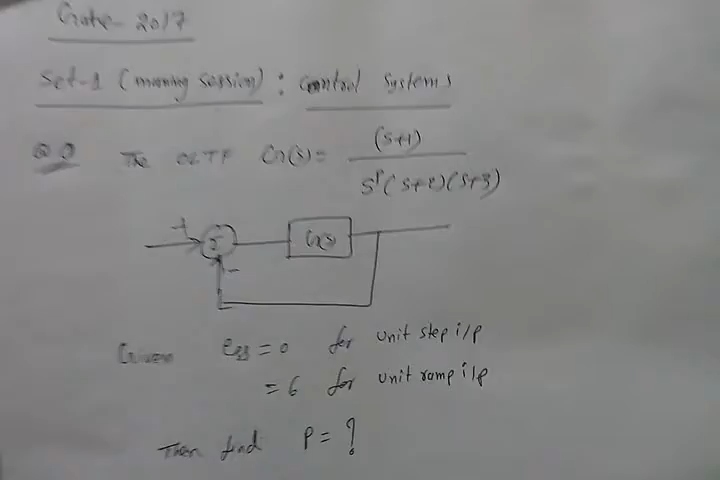 Gate - 2017
Set-1 (morning session) : control systems
The OLTF G(s) = (s+1)
s^P (s+2)(s+3)
+ Σ G(s)
-
Given ess = 0 for unit step i/p
= 6 for unit ramp i/p
Then find P = ?